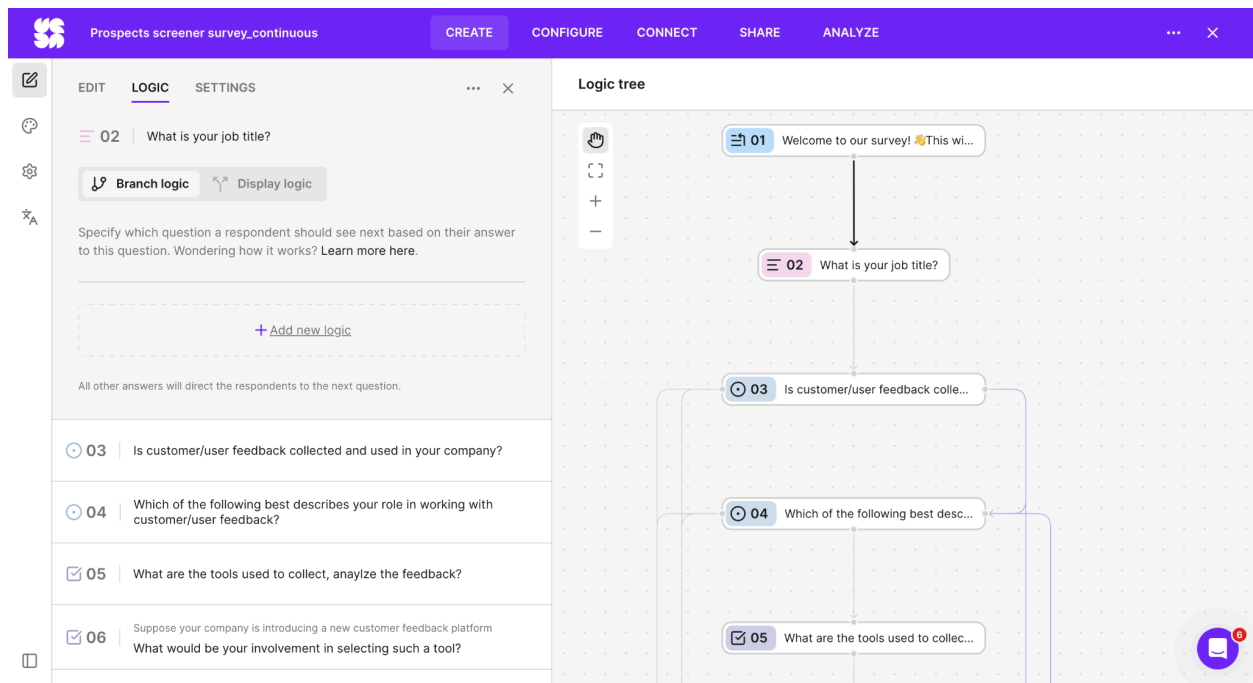 Prospects screener survey_continuous
CREATE
CONFIGURE
CONNECT
SHARE
ANALYZE
EDIT
LOGIC
SETTINGS
02 What is your job title?
Branch logic
Display logic
Specify which question a respondent should see next based on their answer
to this question. Wondering how it works? Learn more here.
+ Add new logic
All other answers will direct the respondents to the next question.
03 Is customer/user feedback collected and used in your company?
04 Which of the following best describes your role in working with
customer/user feedback?
05 What are the tools used to collect, anaylze the feedback?
06 Suppose your company is introducing a new customer feedback platform
What would be your involvement in selecting such a tool?
Logic tree
01 Welcome to our survey! 👋This wi...
02 What is your job title?
03 Is customer/user feedback colle...
04 Which of the following best desc...
05 What are the tools used to collec...
6